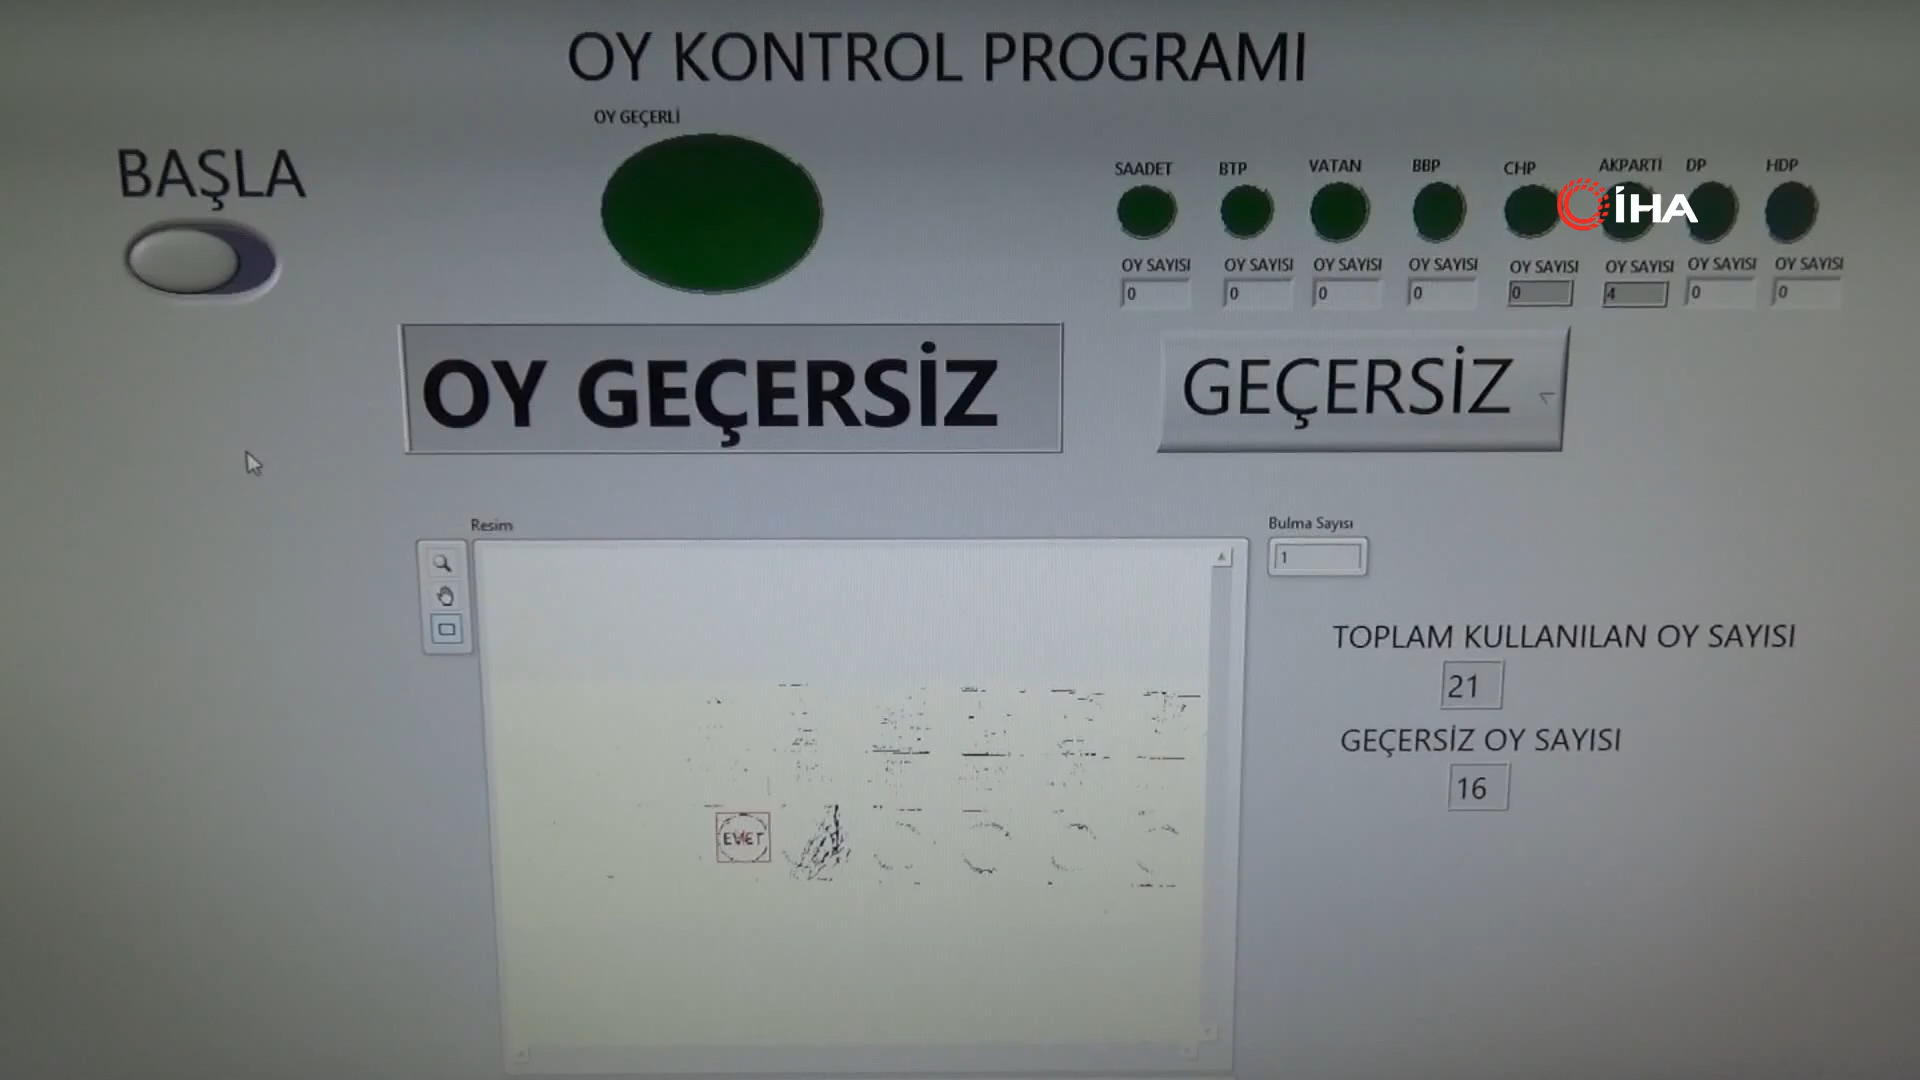 OY KONTROL PROGRAMI
OY GEÇERLİ
BAŞLA
SAADET BTP VATAN BBP CHP AKPARTİ DP HDP
İHA
OY SAYISI OY SAYISI OY SAYISI OY SAYISI OY SAYISI OY SAYISI OY SAYISI OY SAYISI
0 0 0 0 0 4 0 0
OY GEÇERSİZ
GEÇERSİZ
Resim
Bulma Sayısı
1
TOPLAM KULLANILAN OY SAYISI
21
GEÇERSİZ OY SAYISI
16